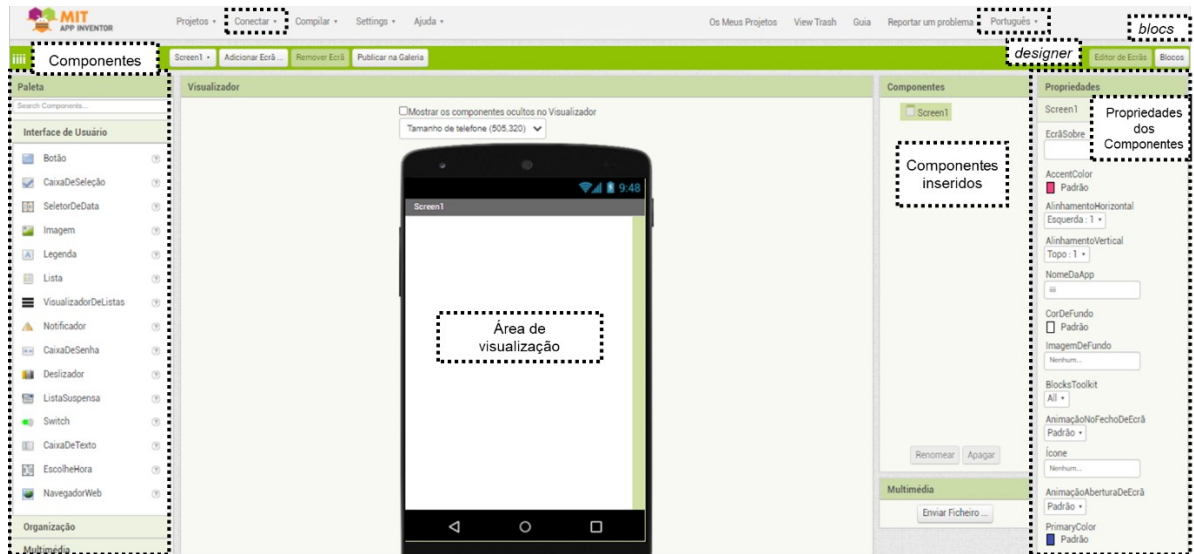 MIT
APP INVENTOR
Projetos
Conectar
Compilar
Settings
Ajuda
Os Meus Projetos
View Trash
Guia
Reportar um problema
Português
blocs
iiii
Componentes
Screen1
Adicionar Ecrã ...
Remover Ecrã
Publicar na Galeria
designer
Editor de Ecrãs
Blocos
Paleta
Search Components...
Interface de Usuário
Botão
CaixaDeSeleção
SeletorDeData
Imagem
Legenda
Lista
VisualizadorDeListas
Notificador
CaixaDeSenha
Deslizador
ListaSuspensa
Switch
CaixaDeTexto
EscolheHora
NavegadorWeb
Organização
Multimédia
Visualizador
Mostrar os componentes ocultos no Visualizador
Tamanho de telefone (505,320)
9:48
Screen1
Área de
visualização
Componentes
Screen1
Componentes
inseridos
Renomear
Apagar
Multimédia
Enviar Ficheiro ...
Propriedades
Screen1
Propriedades
dos
Componentes
EcrãSobre
AccentColor
Padrão
AlinhamentoHorizontal
Esquerda : 1
AlinhamentoVertical
Topo : 1
NomeDaApp
iiii
CorDeFundo
Padrão
ImagemDeFundo
Nenhum...
BlocksToolkit
All
AnimaçãoNoFechoDeEcrã
Padrão
Ícone
Nenhum...
AnimaçãoAberturaDeEcrã
Padrão
PrimaryColor
Padrão